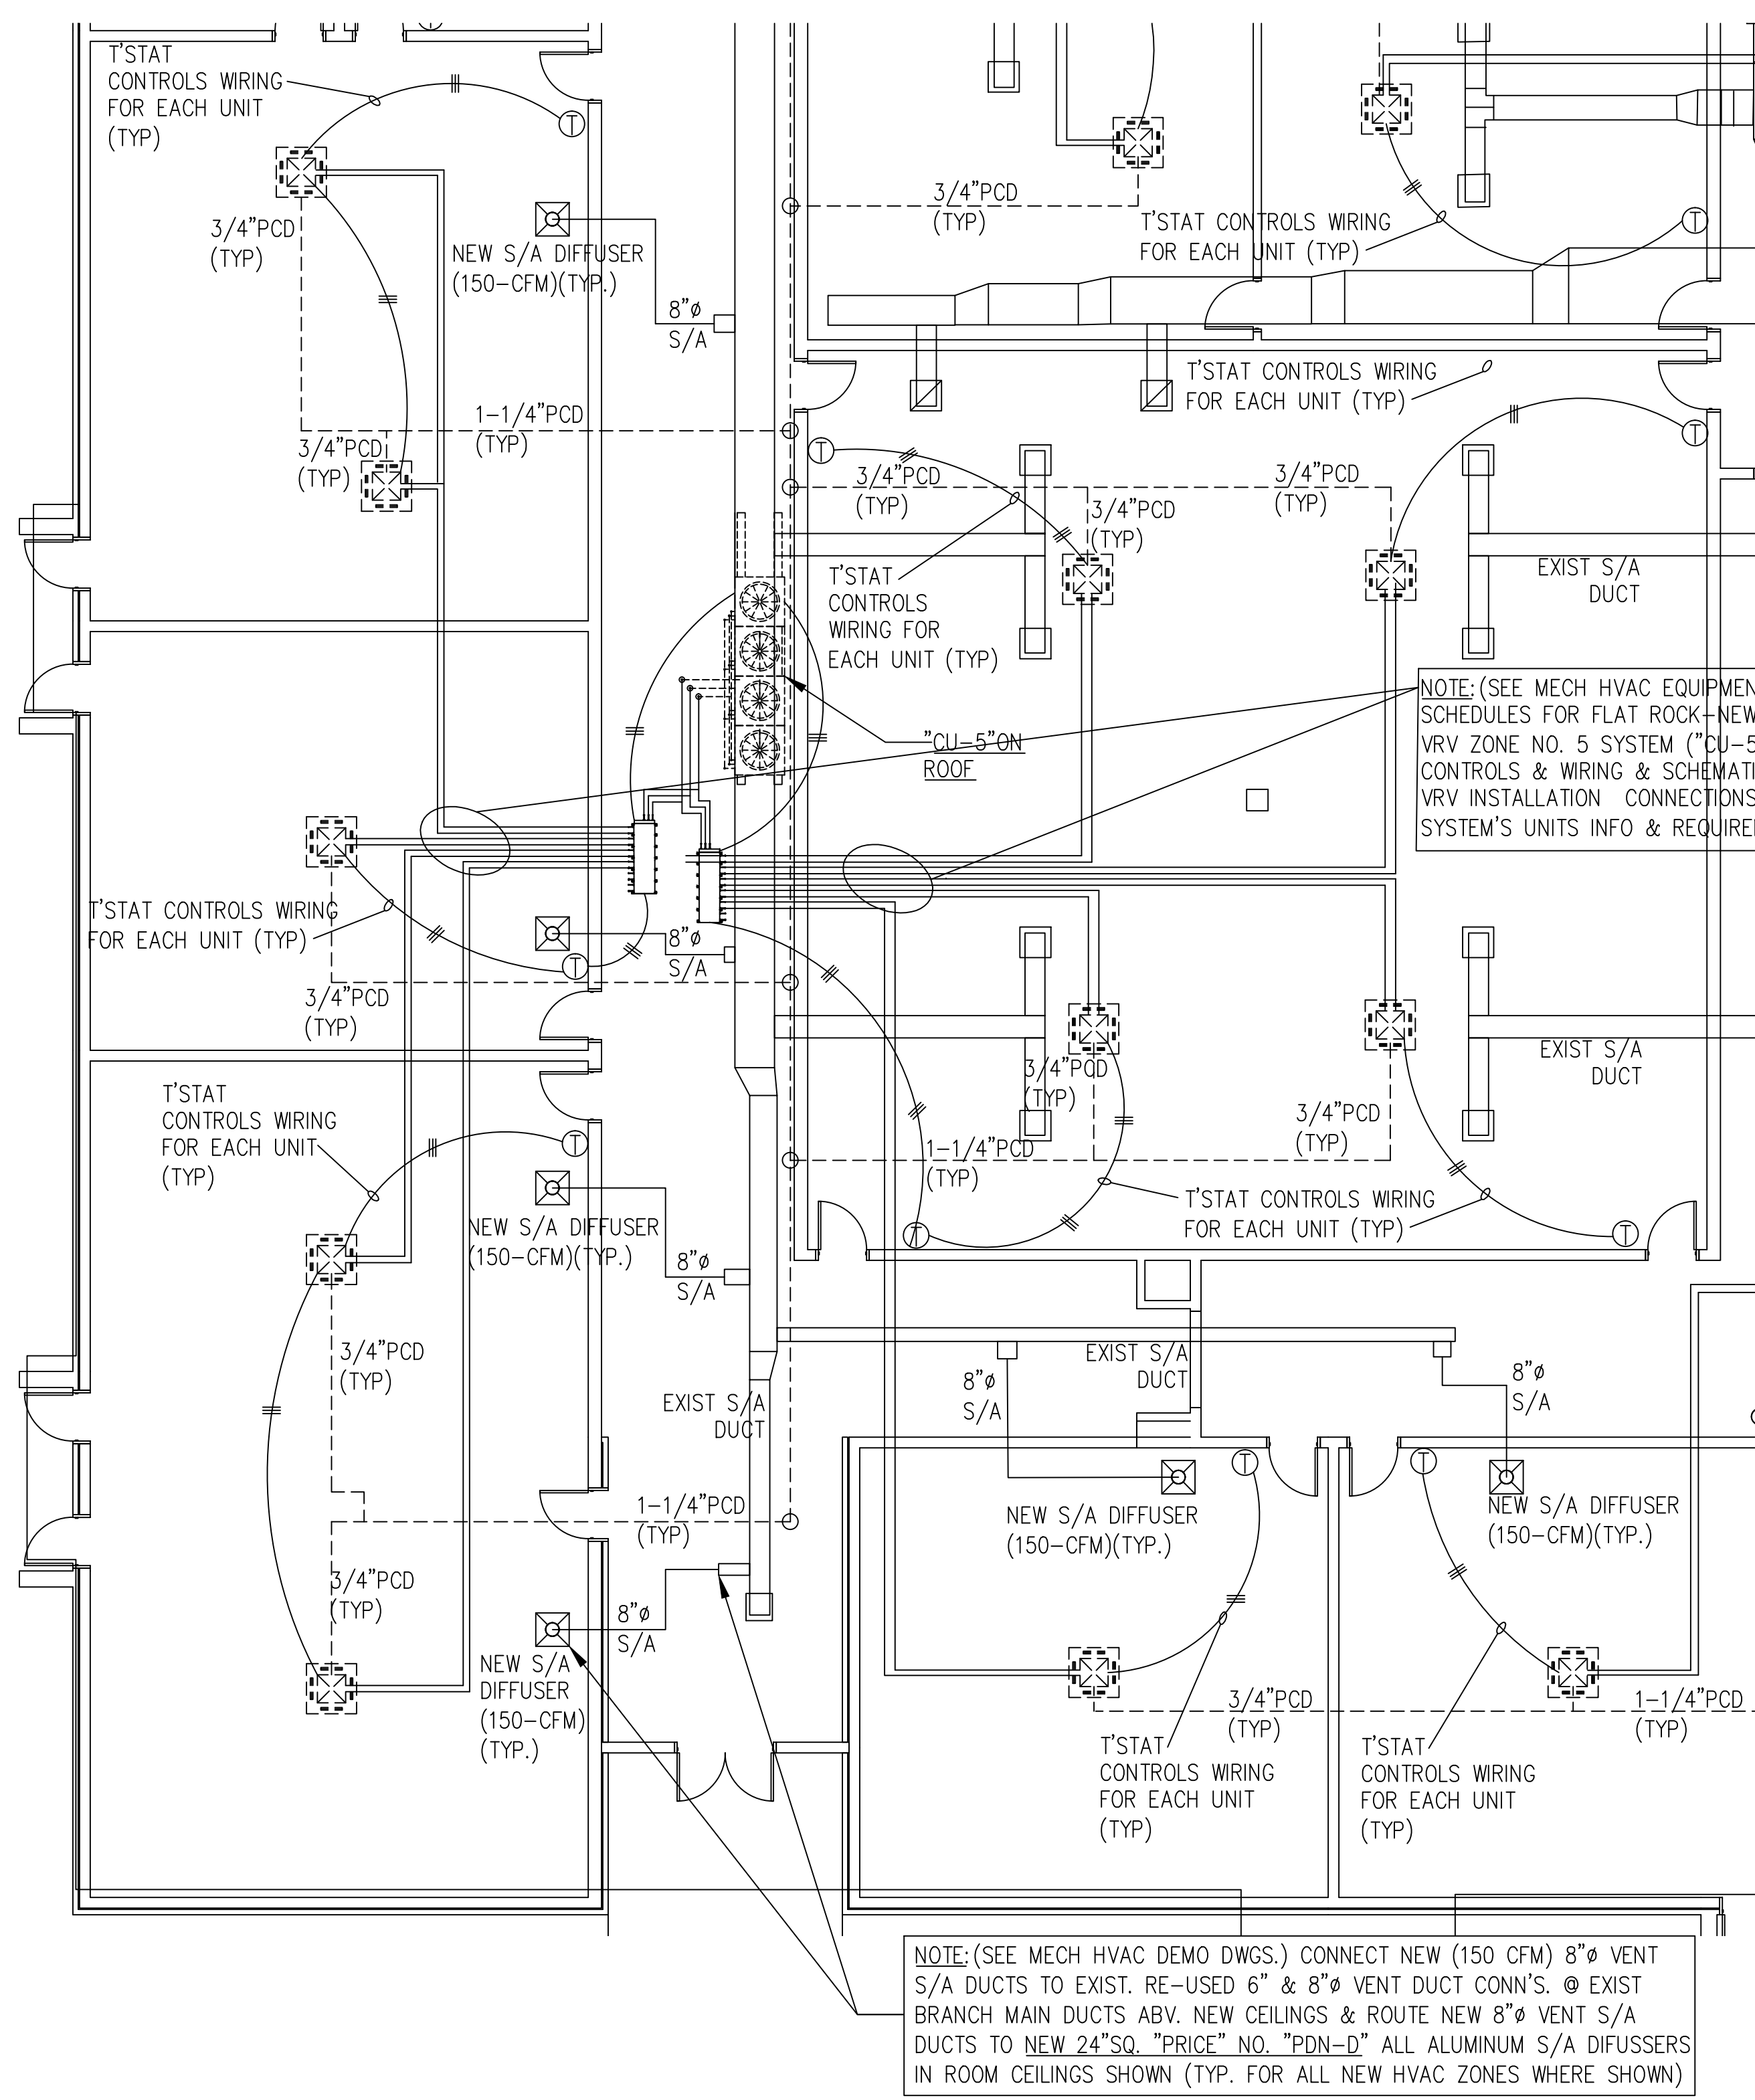 T'STAT
CONTROLS WIRING
FOR EACH UNIT
(TYP)
T
3/4"PCD
(TYP)
NEW S/A DIFFUSER
(150-CFM)(TYP.)
8"ø
S/A
3/4"PCD
(TYP)
T'STAT CONTROLS WIRING
FOR EACH UNIT (TYP)
T
1-1/4"PCD
(TYP)
3/4"PCD
(TYP)
T'STAT CONTROLS WIRING
FOR EACH UNIT (TYP)
T
T
3/4"PCD
(TYP)
3/4"PCD
(TYP)
3/4"PCD
(TYP)
T'STAT
CONTROLS
WIRING FOR
EACH UNIT (TYP)
EXIST S/A
DUCT
"CU-5"ON
ROOF
NOTE:(SEE MECH HVAC
SCHEDULES FOR FLAT ROCK-NEW
VRV ZONE NO. 5 SYSTEM ("CU-5
CONTROLS & WIRING &
VRV INSTALLATION CONNECTIONS
SYSTEM'S UNITS INFO &
T'STAT CONTROLS WIRING
FOR EACH UNIT (TYP)
8"ø
S/A
T
3/4"PCD
(TYP)
EXIST S/A
DUCT
3/4"PCD
(TYP)
3/4"PCD
(TYP)
1-1/4"PCD
(TYP)
T'STAT CONTROLS WIRING
FOR EACH UNIT (TYP)
T
T
T'STAT
CONTROLS WIRING
FOR EACH UNIT
(TYP)
T
NEW S/A DIFFUSER
(150-CFM)(TYP.)
8"ø
S/A
3/4"PCD
(TYP)
EXIST S/A
DUCT
EXIST S/A
DUCT
8"ø
S/A
8"ø
S/A
T
T
NEW S/A DIFFUSER
(150-CFM)(TYP.)
NEW S/A DIFFUSER
(150-CFM)(TYP.)
1-1/4"PCD
(TYP)
3/4"PCD
(TYP)
8"ø
S/A
NEW S/A
DIFFUSER
(150-CFM)
(TYP.)
3/4"PCD
(TYP)
1-1/4"PCD
(TYP)
T'STAT
CONTROLS WIRING
FOR EACH UNIT
(TYP)
T'STAT
CONTROLS WIRING
FOR EACH UNIT
(TYP)
NOTE:(SEE MECH HVAC DEMO DWGS.) CONNECT NEW (150 CFM) 8"ø VENT
S/A DUCTS TO EXIST. RE-USED 6" & 8"ø VENT DUCT CONN'S. @ EXIST
BRANCH MAIN DUCTS ABV. NEW CEILINGS & ROUTE NEW 8"ø VENT S/A
DUCTS TO NEW 24"SQ. "PRICE" NO. "PDN-D" ALL ALUMINUM S/A DIFUSSERS
IN ROOM CEILINGS SHOWN (TYP. FOR ALL NEW HVAC ZONES WHERE SHOWN)